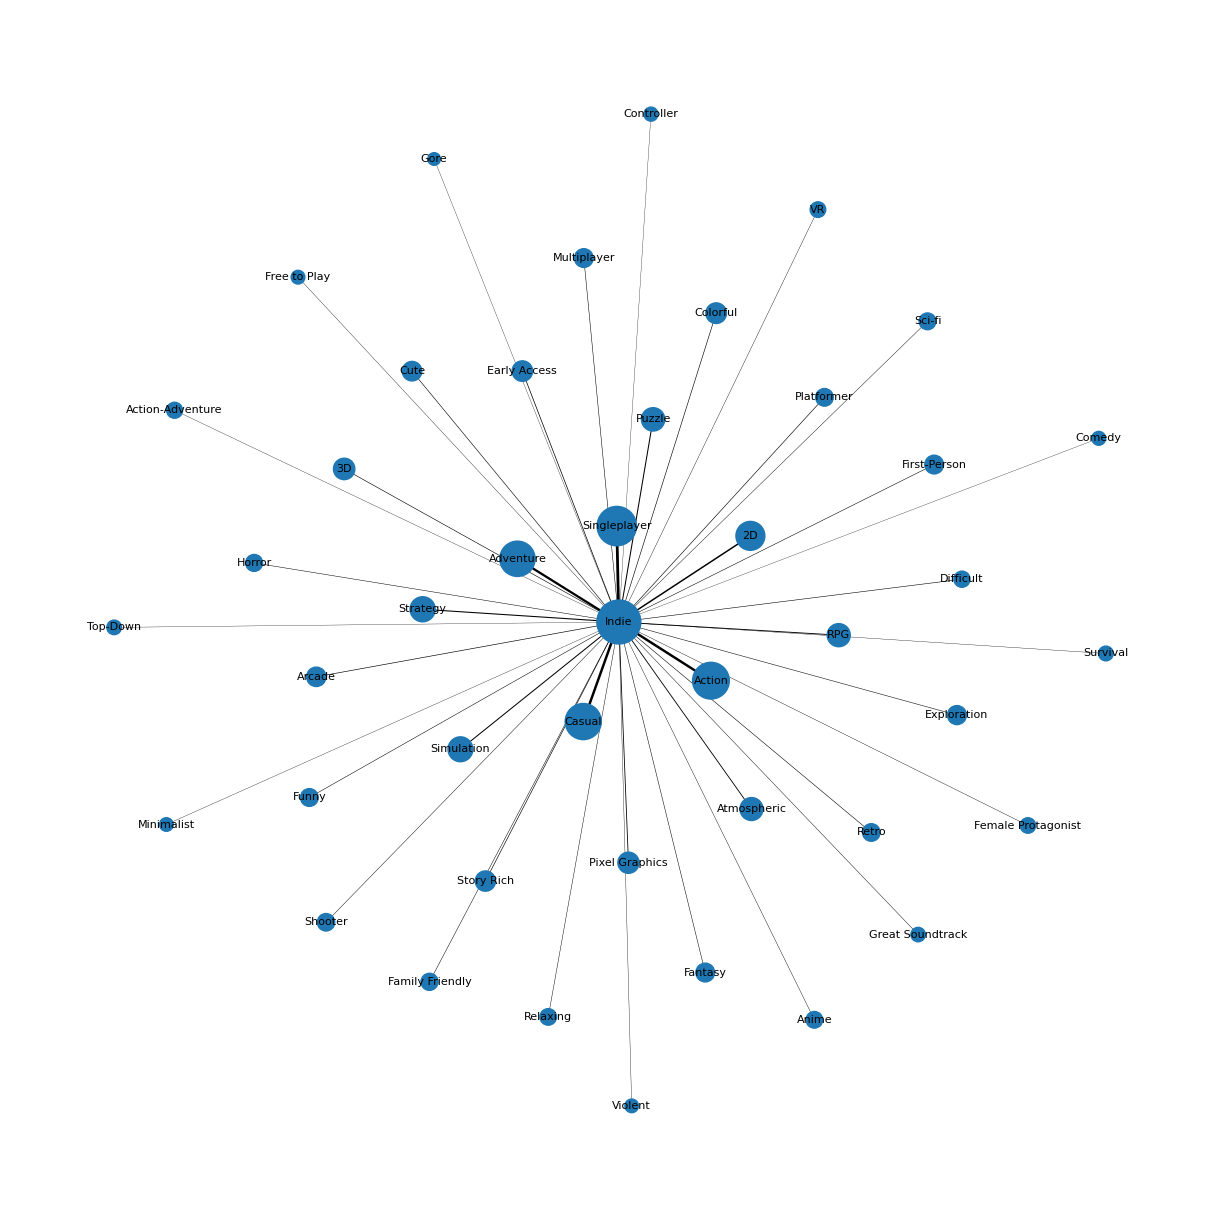 Controller
Gore
VR
Multiplayer
Free to Play
Colorful
Sci-fi
Cute
Early Access
Platformer
Action-Adventure
Puzzle
Comedy
3D
First-Person
Singleplayer
2D
Adventure
Horror
Difficult
Strategy
Indie
Top-Down
RPG
Survival
Arcade
Action
Exploration
Casual
Simulation
Funny
Atmospheric
Minimalist
Retro
Female Protagonist
Pixel Graphics
Story Rich
Shooter
Great Soundtrack
Fantasy
Family Friendly
Relaxing
Anime
Violent